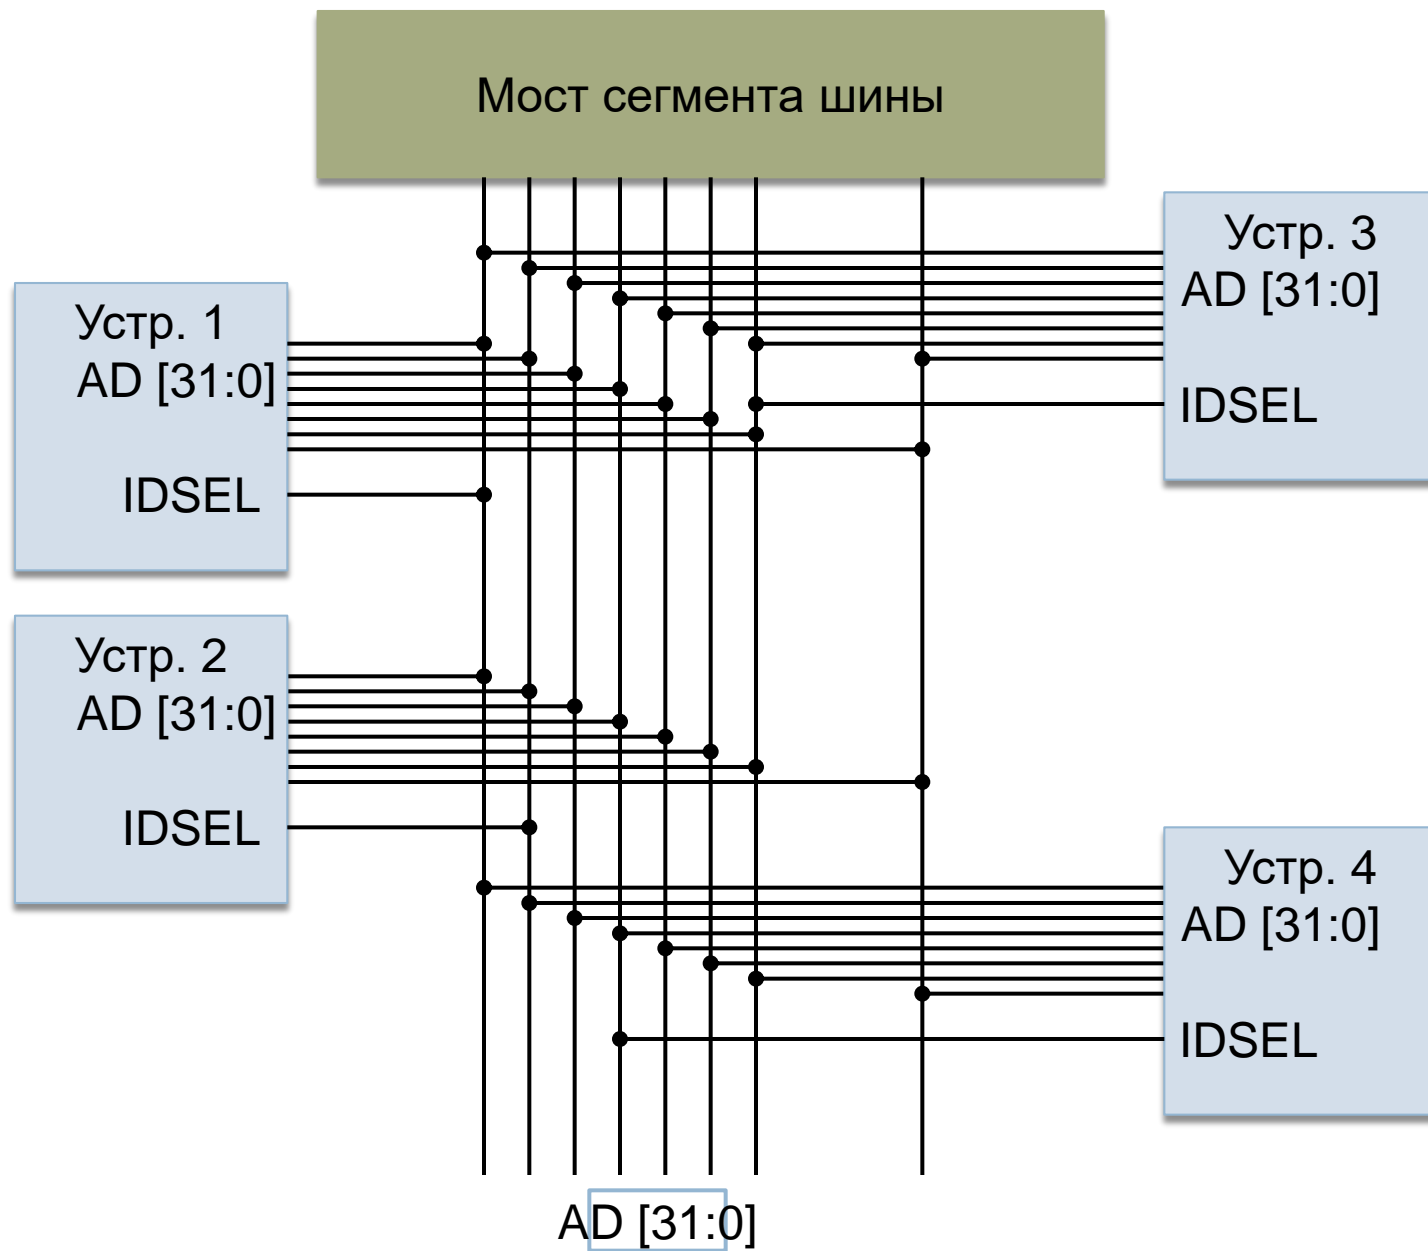 Мост сегмента шины
Устр. 1
AD [31:0]
IDSEL
Устр. 2
AD [31:0]
IDSEL
Устр. 3
AD [31:0]
IDSEL
Устр. 4
AD [31:0]
IDSEL
AD [31:0]